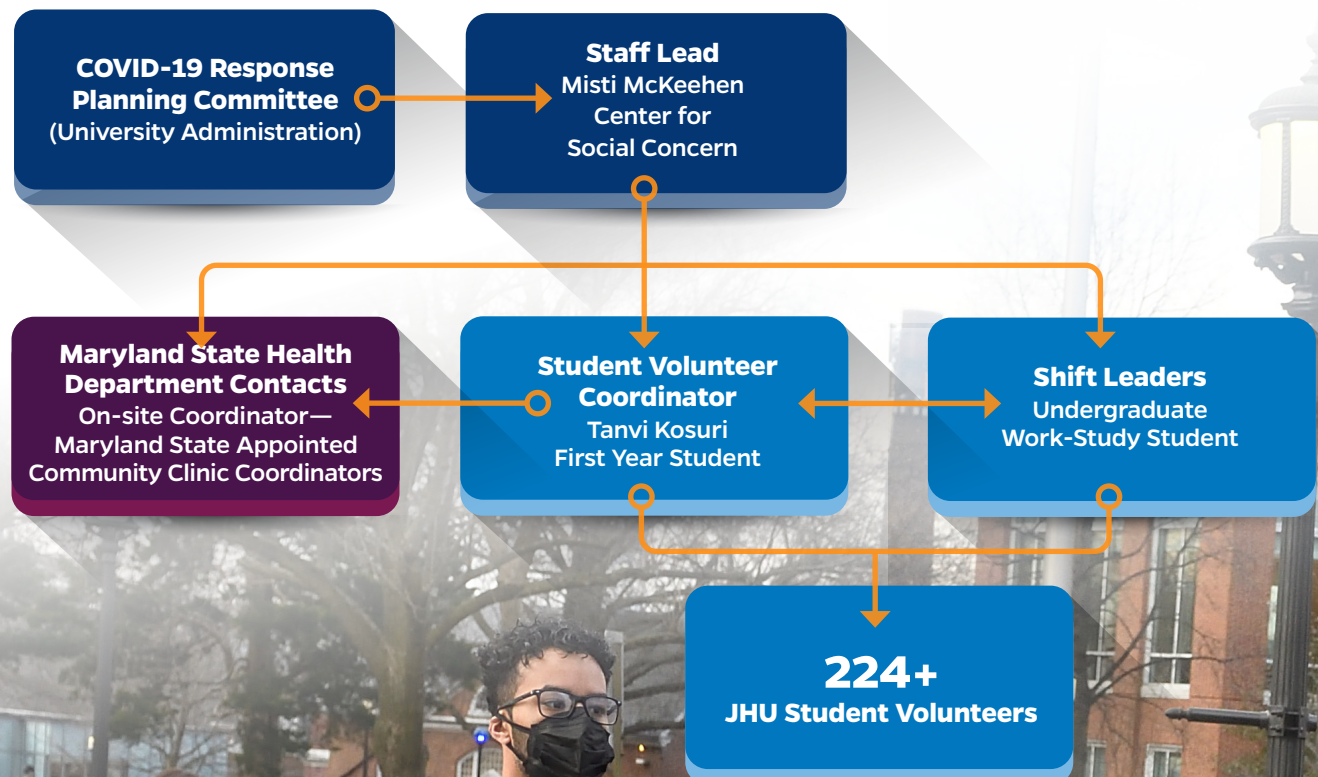 COVID-19 Response
Planning Committee
(University Administration)
Staff Lead
Misti McKeehen
Center for
Social Concern
Maryland State Health
Department Contacts
On-site Coordinator—
Maryland State Appointed
Community Clinic Coordinators
Student Volunteer
Coordinator
Tanvi Kosuri
First Year Student
Shift Leaders
Undergraduate
Work-Study Student
224+
JHU Student Volunteers